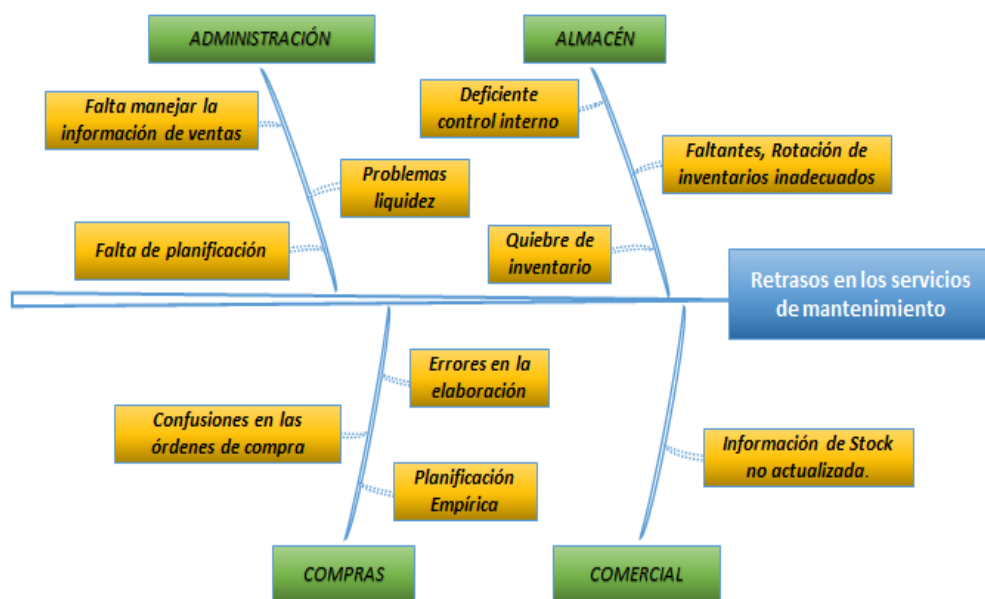 ADMINISTRACIÓN
ALMACÉN
Falta manejar la
información de ventas
Deficiente
control interno
Problemas
liquidez
Faltantes, Rotación de
inventarios inadecuados
Falta de planificación
Quiebre de
inventario
Retrasos en los servicios
de mantenimiento
Errores en la
elaboración
Confusiones en las
órdenes de compra
Planificación
Empírica
Información de Stock
no actualizada.
COMPRAS
COMERCIAL